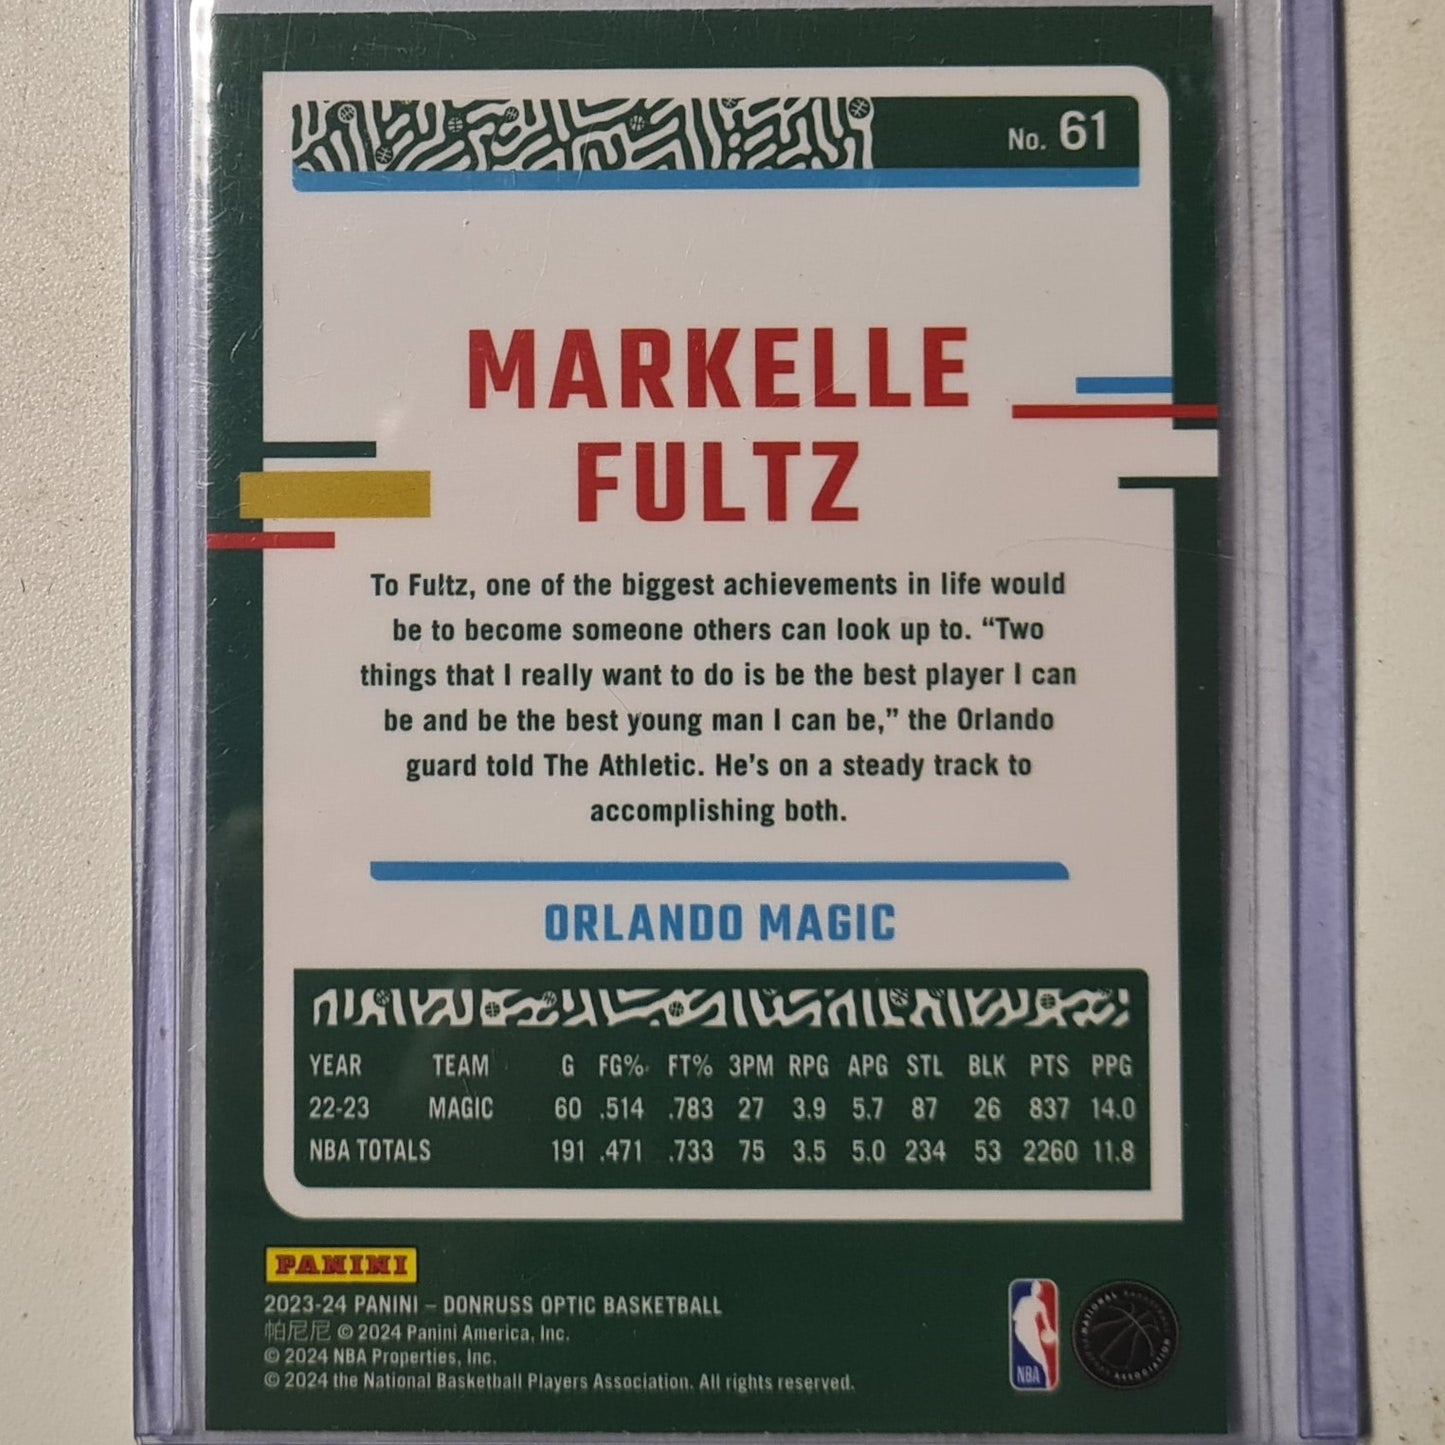 No. 61
MARKELLE
FULTZ
To Fultz, one of the biggest achievements in life would
be to become someone others can look up to. “Two
things that I really want to do is be the best player I can
be and be the best young man I can be,” the Orlando
guard told The Athletic. He’s on a steady track to
accomplishing both.
ORLANDO MAGIC
YEAR TEAM G FG% FT% 3PM RPG APG STL BLK PTS PPG
22-23 MAGIC 60 .514 .783 27 3.9 5.7 87 26 837 14.0
NBA TOTALS 191 .471 .733 75 3.5 5.0 234 53 2260 11.8
PANINI
2023-24 PANINI – DONRUSS OPTIC BASKETBALL
帕尼尼 © 2024 Panini America, Inc.
© 2024 NBA Properties, Inc.
© 2024 the National Basketball Players Association. All rights reserved.
NBA
NATIONAL BASKETBALL PLAYERS ASSOCIATION